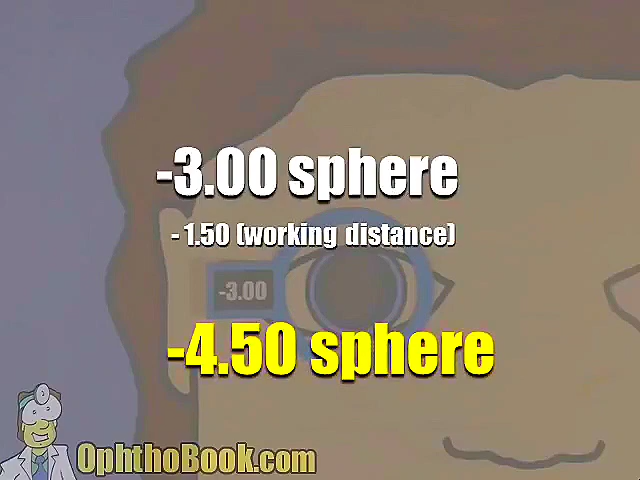 -3.00 sphere
- 1.50 (working distance)
-3.00
-4.50 sphere
OphthoBook.com